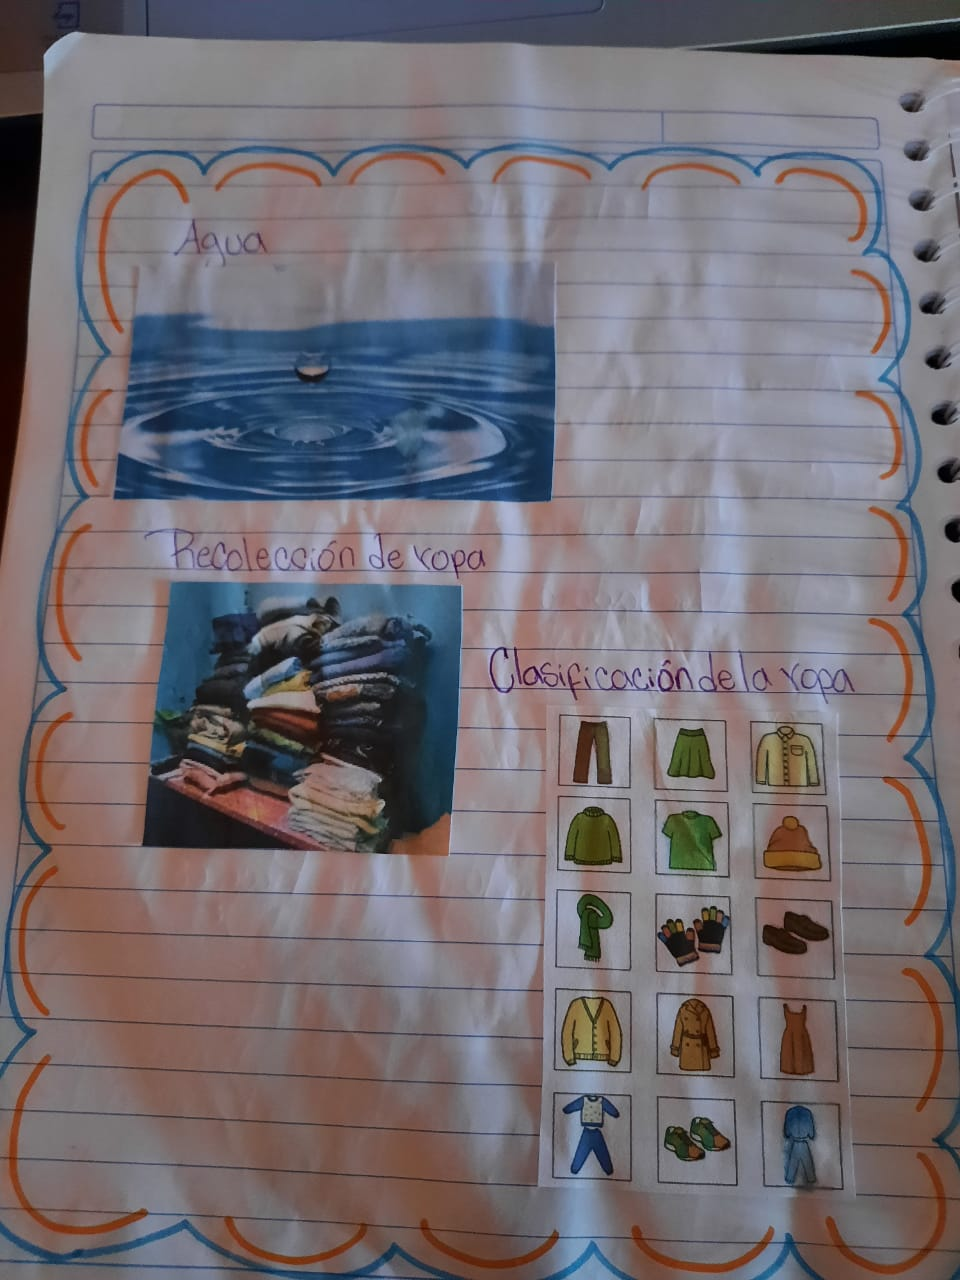 Agua
Recolección de ropa
Clasificación de la ropa